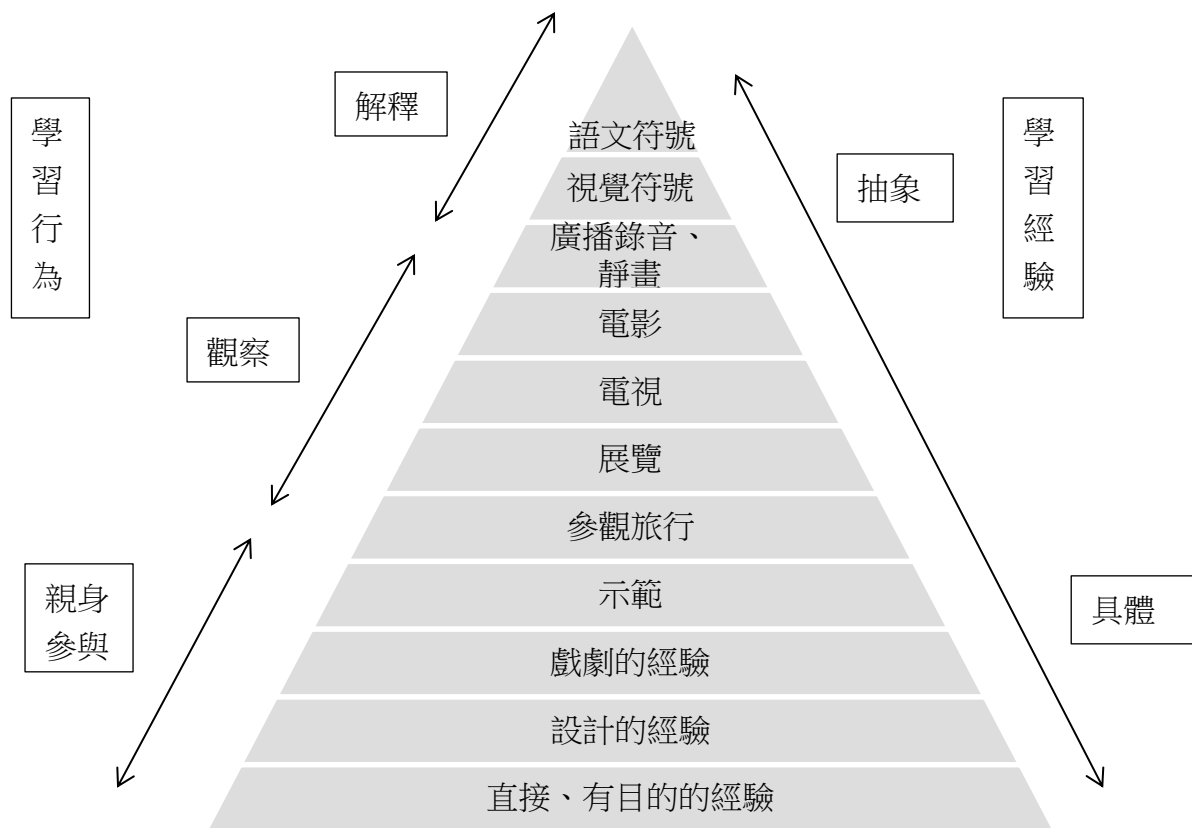 學
習
行
為
解釋
觀察
親身
參與
語文符號
視覺符號
廣播錄音、
靜畫
電影
電視
展覽
參觀旅行
示範
戲劇的經驗
設計的經驗
直接、有目的的經驗
抽象
具體
學
習
經
驗